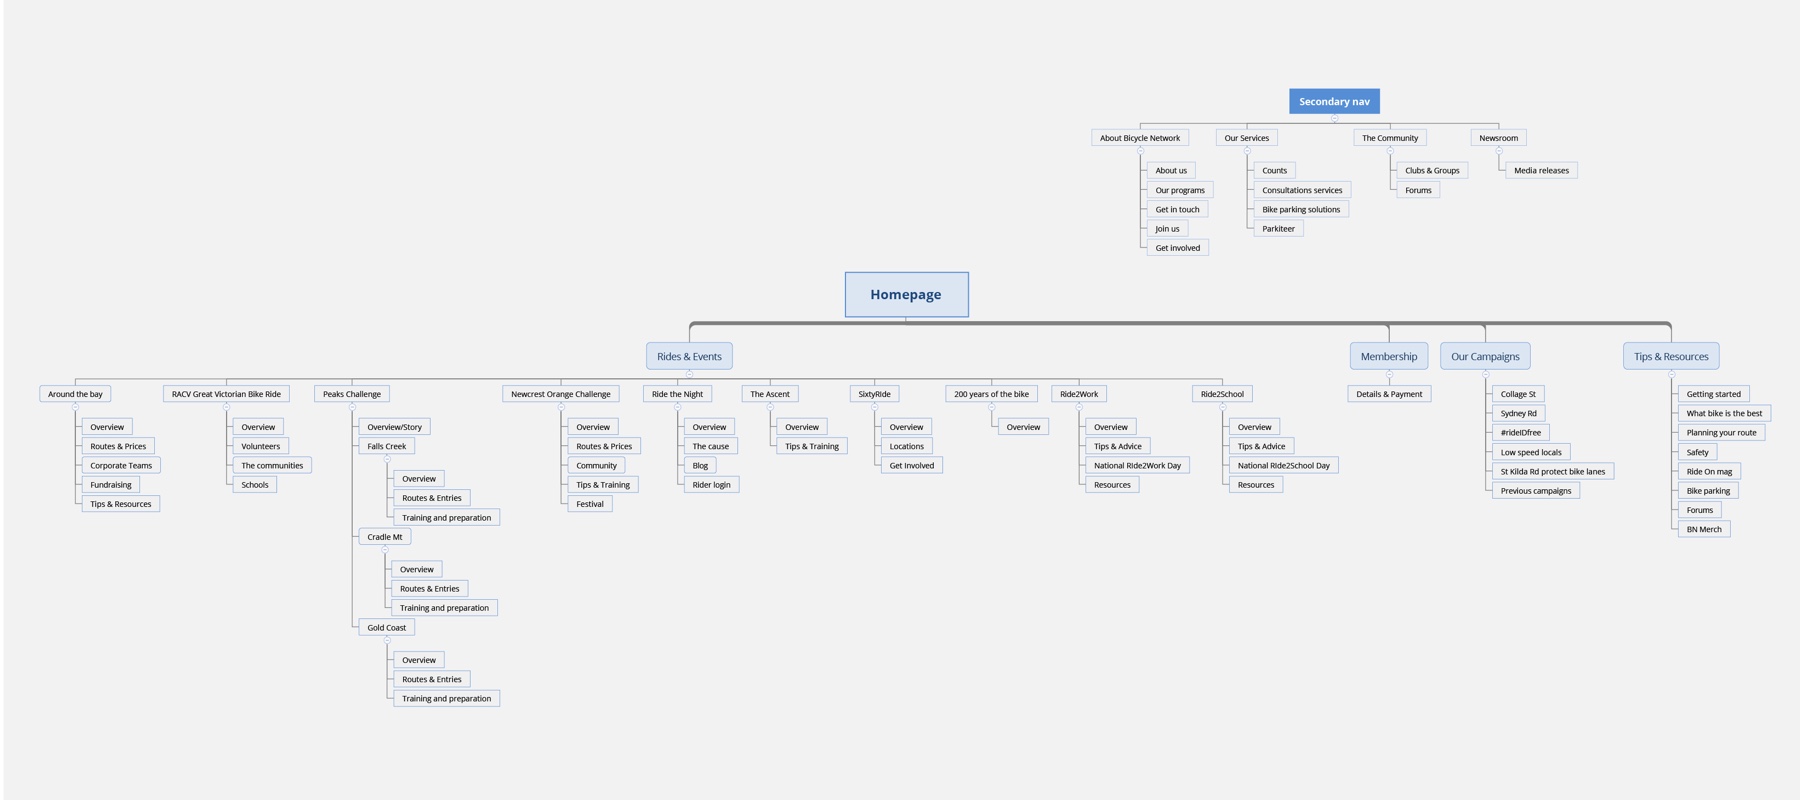 Secondary nav
About Bicycle Network
Our Services
The Community
Newsroom
About us
Our programs
Get in touch
Join us
Get involved
Counts
Consultations services
Bike parking solutions
Parkiteer
Clubs & Groups
Forums
Media releases
Homepage
Rides & Events
Membership
Our Campaigns
Tips & Resources
Around the bay
Overview
Routes & Prices
Corporate Teams
Fundraising
Tips & Resources
RACV Great Victorian Bike Ride
Overview
Volunteers
The communities
Schools
Peaks Challenge
Overview/Story
Falls Creek
Overview
Routes & Entries
Training and preparation
Cradle Mt
Overview
Routes & Entries
Training and preparation
Gold Coast
Overview
Routes & Entries
Training and preparation
Newcrest Orange Challenge
Overview
Routes & Prices
Community
Tips & Training
Festival
Ride the Night
Overview
The cause
Blog
Rider login
The Ascent
Overview
Tips & Training
SixtyRIde
Overview
Locations
Get Involved
200 years of the bike
Overview
Ride2Work
Overview
Tips & Advice
National RIde2Work Day
Resources
Ride2School
Overview
Tips & Advice
National RIde2School Day
Resources
Details & Payment
Collage St
Sydney Rd
#rideIDfree
Low speed locals
St Kilda Rd protect bike lanes
Previous campaigns
Getting started
What bike is the best
Planning your route
Safety
Ride On mag
Bike parking
Forums
BN Merch